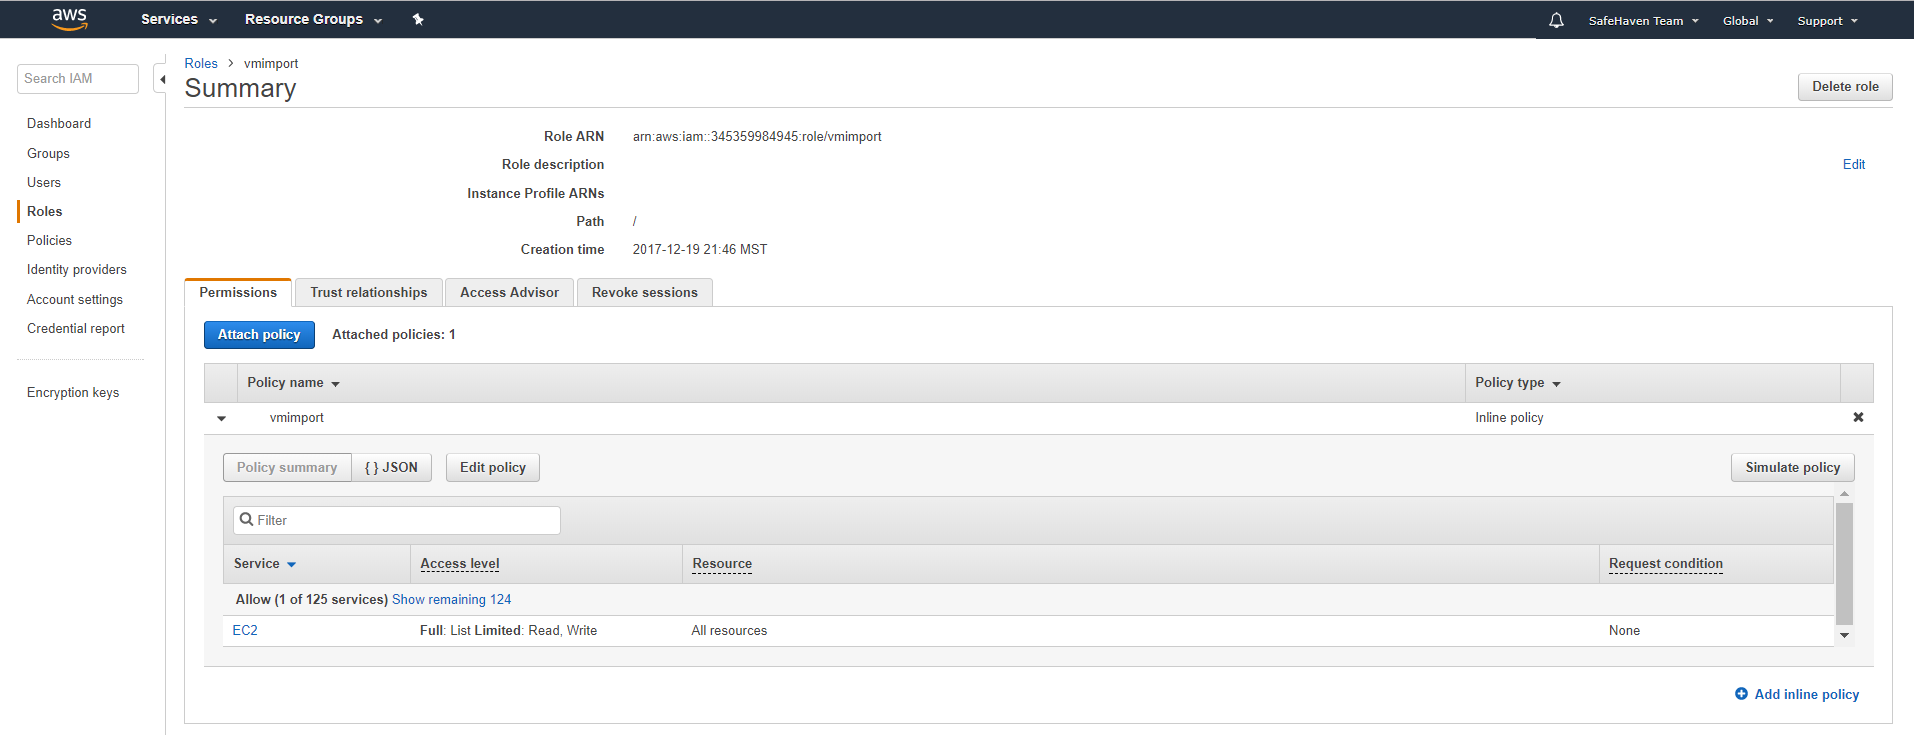 aws Services Resource Groups SafeHaven Team Global Support
Search IAM
Dashboard
Groups
Users
Roles
Policies
Identity providers
Account settings
Credential report
Encryption keys
Roles > vmimport
Summary
Delete role
Role ARN arn:aws:iam::345359984945:role/vmimport
Role description Edit
Instance Profile ARNs
Path /
Creation time 2017-12-19 21:46 MST
Permissions Trust relationships Access Advisor Revoke sessions
Attach policy Attached policies: 1
Policy name Policy type
vmimport Inline policy
Policy summary { } JSON Edit policy Simulate policy
Filter
Service Access level Resource Request condition
Allow (1 of 125 services) Show remaining 124
EC2 Full: List Limited: Read, Write All resources None
Add inline policy